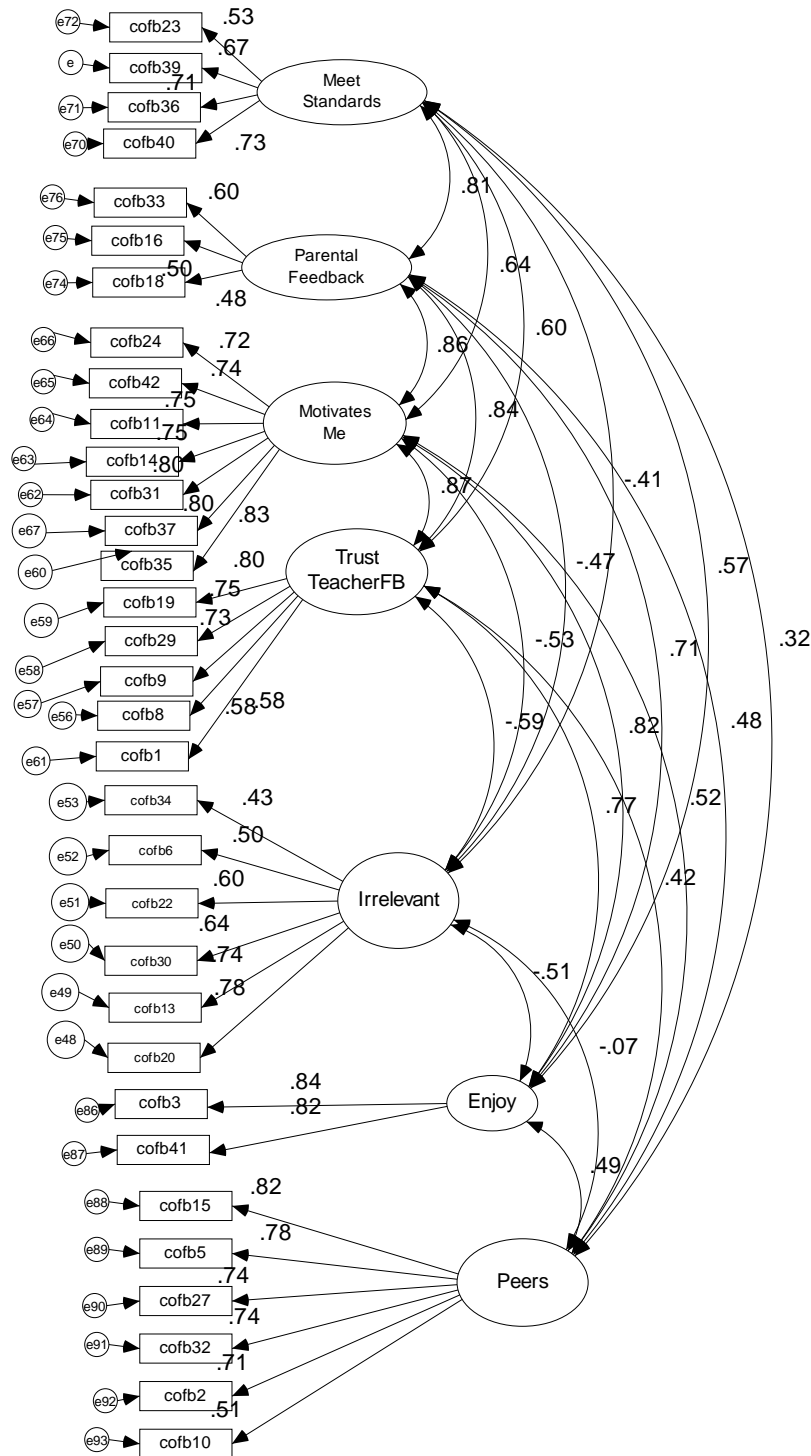 e72 cofb23 .53
e cofb39 .67
Meet
Standards
e71 cofb36 .71
e70 cofb40 .73
.81
e76 cofb33 .60
e75 cofb16
Parental
Feedback
e74 cofb18 .50
.48
.64
.60
e66 cofb24 .72
.86
e65 cofb42 .74
e64 cofb11 .75
Motivates
Me
.84
e63 cofb14 .75
e62 cofb31 .80
.87
-.41
e67 cofb37 .80
.83
e60 cofb35
.80
Trust
TeacherFB
-.47
.57
e59 cofb19 .75
e58 cofb29 .73
-.53
.71
.32
e57 cofb9
e56 cofb8 .58 .58
-.59
.82
.48
e61 cofb1
e53 cofb34 .43
.77
.52
e52 cofb6 .50
e51 cofb22 .60
Irrelevant
.42
e50 cofb30 .64
e49 cofb13 .74
-.51
e48 cofb20 .78
-.07
e86 cofb3 .84
Enjoy
e87 cofb41 .82
.49
e88 cofb15 .82
e89 cofb5 .78
e90 cofb27 .74
Peers
e91 cofb32 .74
e92 cofb2 .71
e93 cofb10 .51